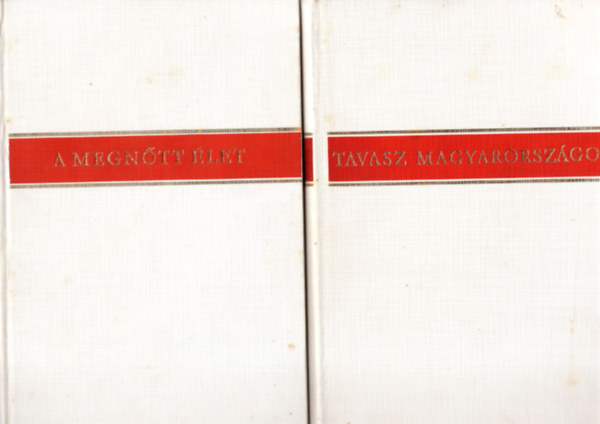 A MEGNŐTT ÉLET
TAVASZ MAGYARORSZÁGO